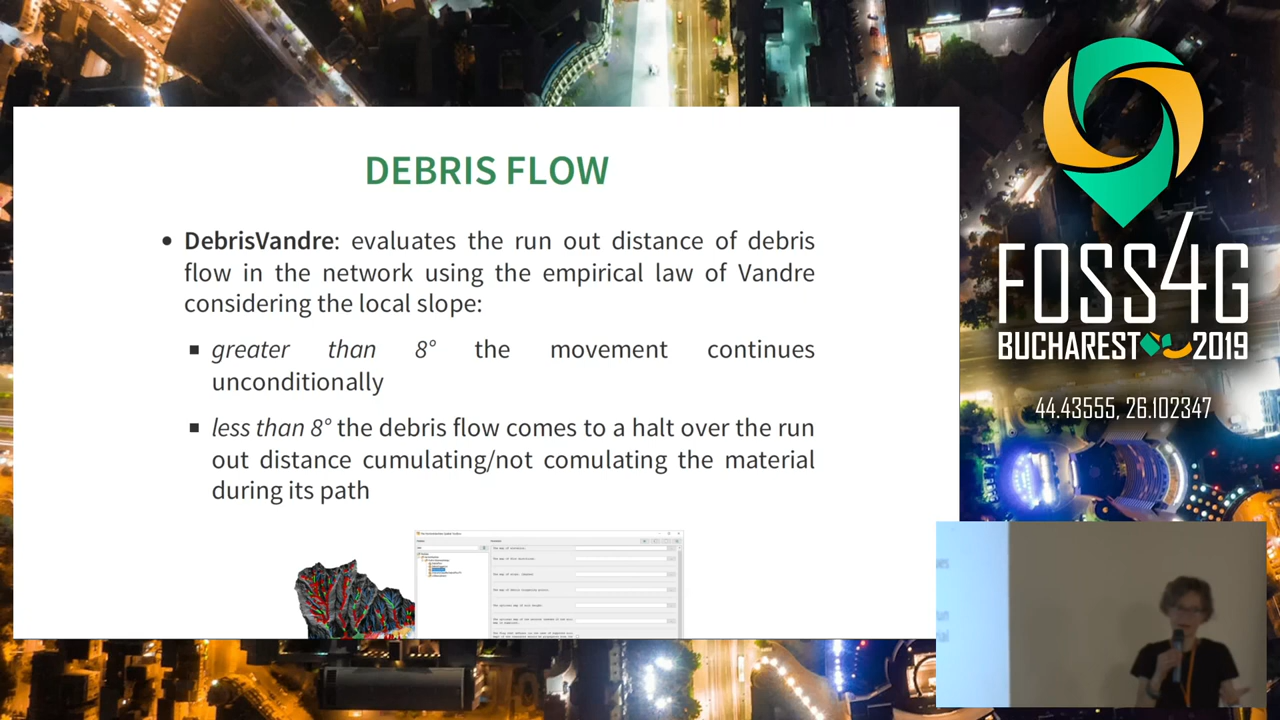 DEBRIS FLOW
• DebrisVandre: evaluates the run out distance of debris
flow in the network using the empirical law of Vandre
considering the local slope:
▪ greater than 8° the movement continues
unconditionally
▪ less than 8° the debris flow comes to a halt over the run
out distance cumulating/not comulating the material
during its path
FOSS4G
BUCHAREST 2019
44.43555, 26.102347